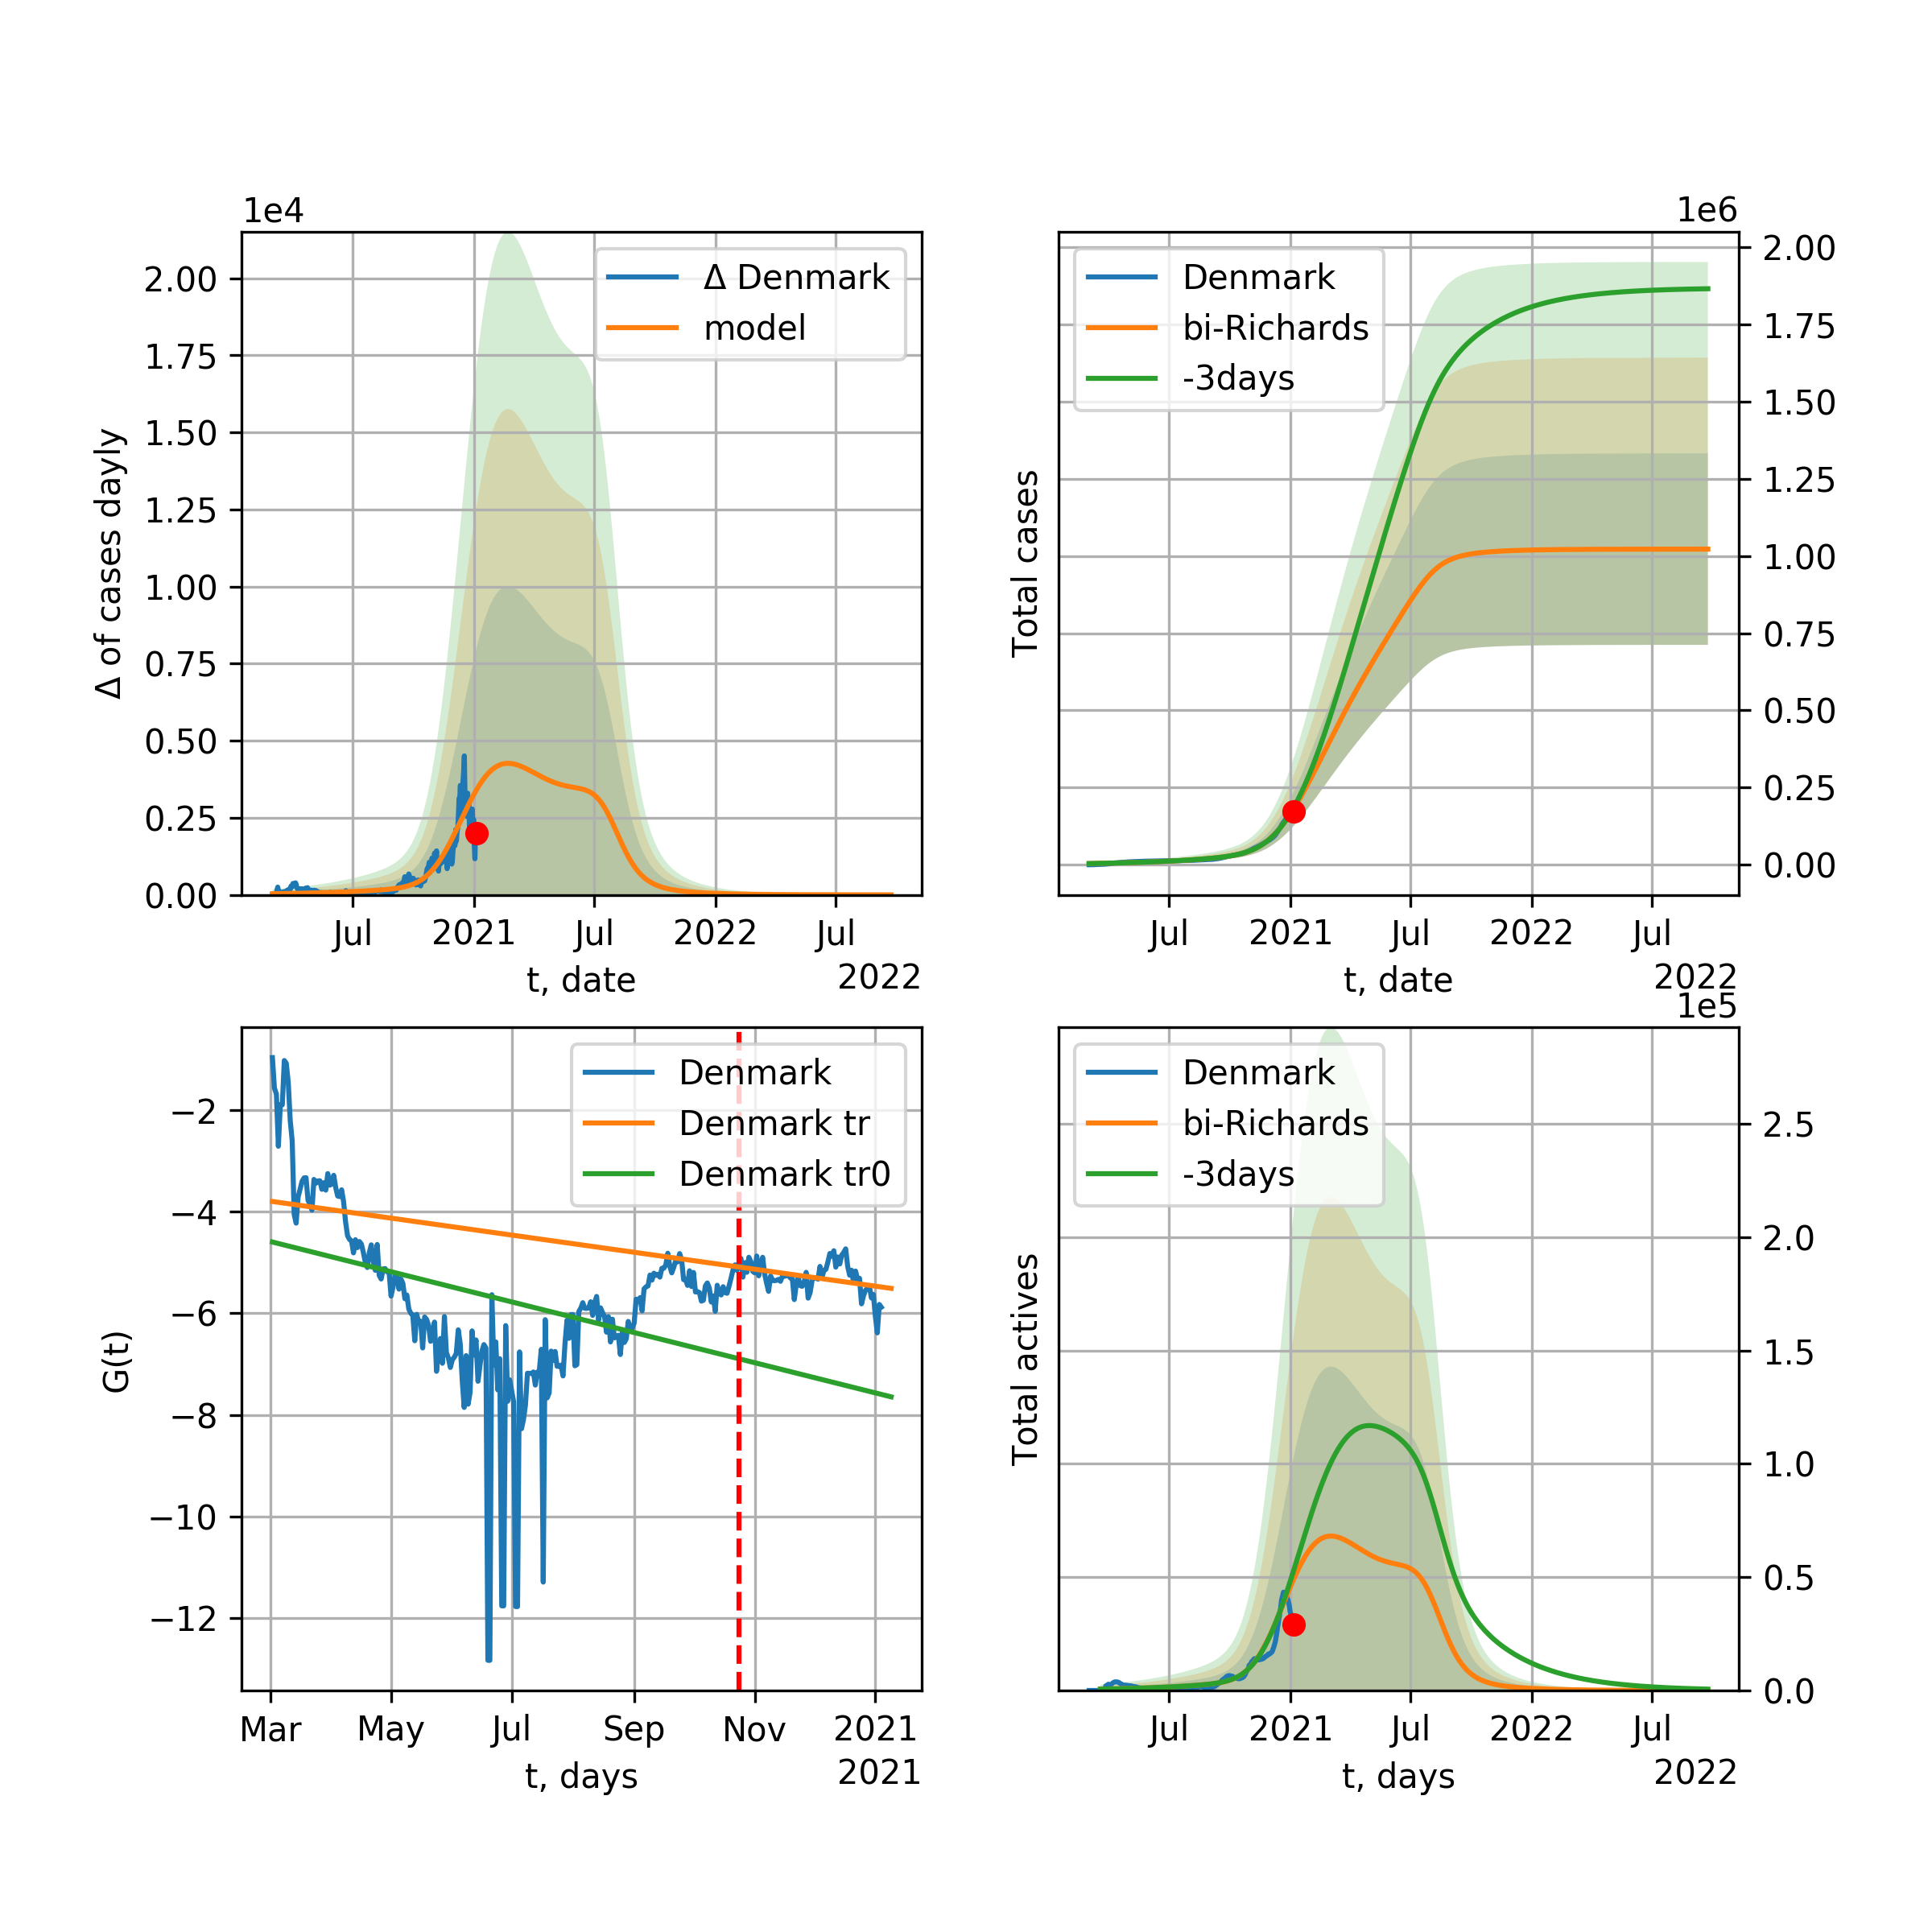 1e4
Δ of cases dayly
2.00
1.75
1.50
1.25
1.00
0.75
0.50
0.25
0.00
Δ Denmark
model
Jul
2021
Jul
2022
Jul
t, date
2022
1e6
Total cases
Denmark
bi-Richards
-3days
2.00
1.75
1.50
1.25
1.00
0.75
0.50
0.25
0.00
Jul
2021
Jul
2022
Jul
t, date
2022
G(t)
−2
−4
−6
−8
−10
−12
Denmark
Denmark tr
Denmark tr0
Mar
May
Jul
Sep
Nov
2021
t, days
2021
1e5
Total actives
Denmark
bi-Richards
-3days
2.5
2.0
1.5
1.0
0.5
0.0
Jul
2021
Jul
2022
Jul
t, days
2022